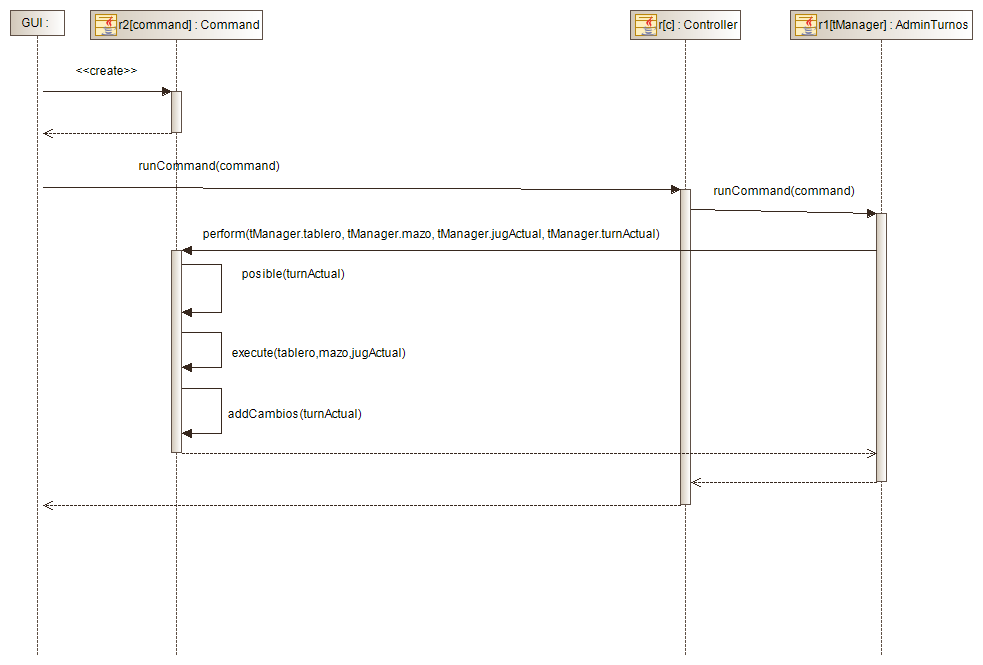 GUI :
r2[command] : Command
r[c] : Controller
r1[tManager] : AdminTurnos
<<create>>
runCommand(command)
runCommand(command)
perform(tManager.tablero, tManager.mazo, tManager.jugActual, tManager.turnActual)
posible(turnActual)
execute(tablero,mazo,jugActual)
addCambios(turnActual)